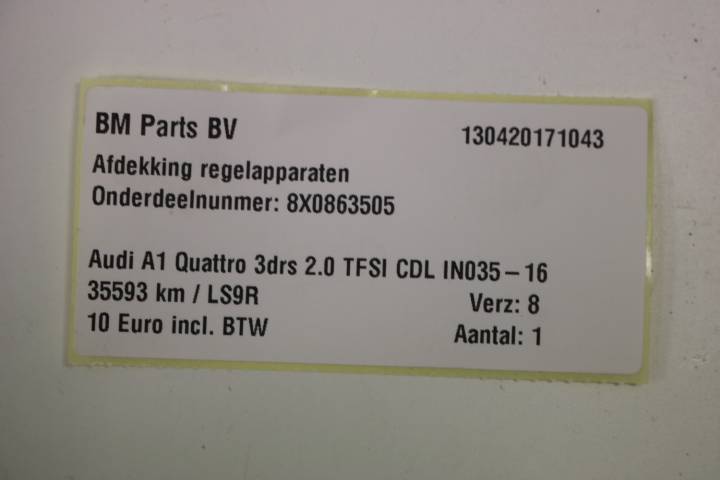 BM Parts BV 130420171043
Afdekking regelapparaten
Onderdeelnunmer: 8X0863505
Audi A1 Quattro 3drs 2.0 TFSI CDL IN035-16
35593 km / LS9R Verz: 8
10 Euro incl. BTW Aantal: 1